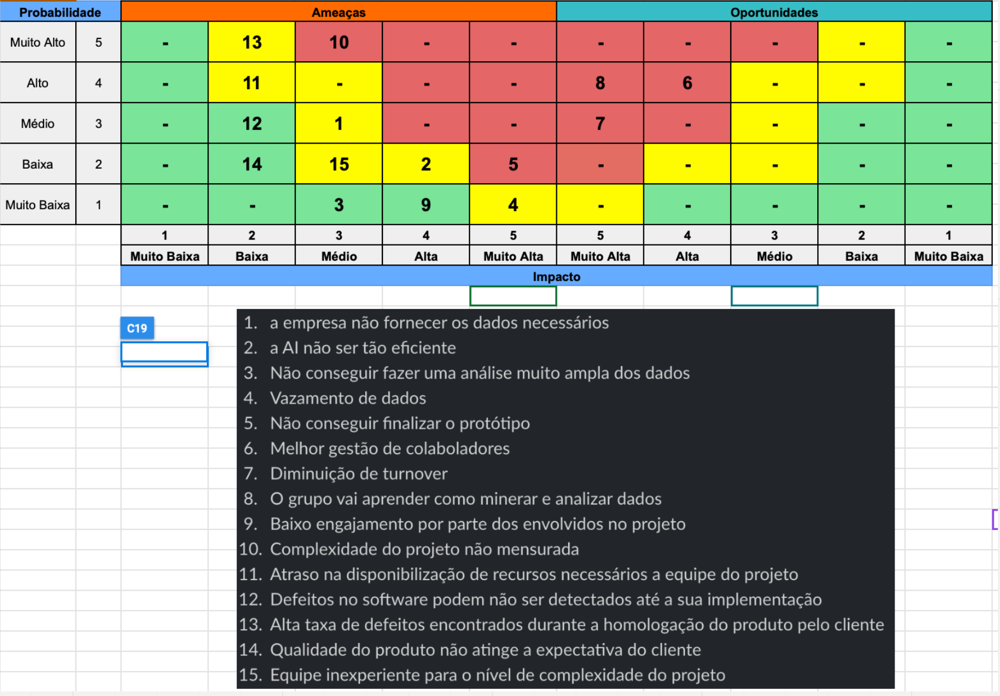 Probabilidade Ameaças Oportunidades
Muito Alto 5 - 13 10 - - - - - - -
Alto 4 - 11 - - - 8 6 - - -
Médio 3 - 12 1 - - 7 - - - -
Baixa 2 - 14 15 2 5 - - - - -
Muito Baixa 1 - - 3 9 4 - - - - -
1 2 3 4 5 5 4 3 2 1
Muito Baixa Baixa Médio Alta Muito Alta Muito Alta Alta Médio Baixa Muito Baixa
Impacto
C19
1. a empresa não fornecer os dados necessários
2. a AI não ser tão eficiente
3. Não conseguir fazer uma análise muito ampla dos dados
4. Vazamento de dados
5. Não conseguir finalizar o protótipo
6. Melhor gestão de colaboladores
7. Diminuição de turnover
8. O grupo vai aprender como minerar e analizar dados
9. Baixo engajamento por parte dos envolvidos no projeto
10. Complexidade do projeto não mensurada
11. Atraso na disponibilização de recursos necessários a equipe do projeto
12. Defeitos no software podem não ser detectados até a sua implementação
13. Alta taxa de defeitos encontrados durante a homologação do produto pelo cliente
14. Qualidade do produto não atinge a expectativa do cliente
15. Equipe inexperiente para o nível de complexidade do projeto